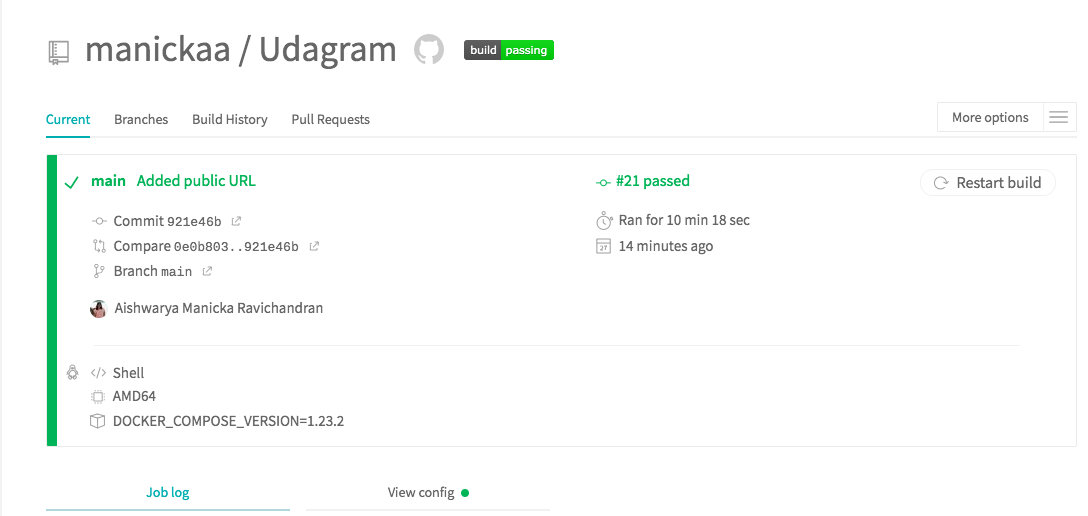 manickaa / Udagram build passing
Current Branches Build History Pull Requests More options
main Added public URL #21 passed Restart build
Commit 921e46b Ran for 10 min 18 sec
Compare 0e0b803..921e46b 14 minutes ago
Branch main
Aishwarya Manicka Ravichandran
</> Shell
AMD64
DOCKER_COMPOSE_VERSION=1.23.2
Job log View config